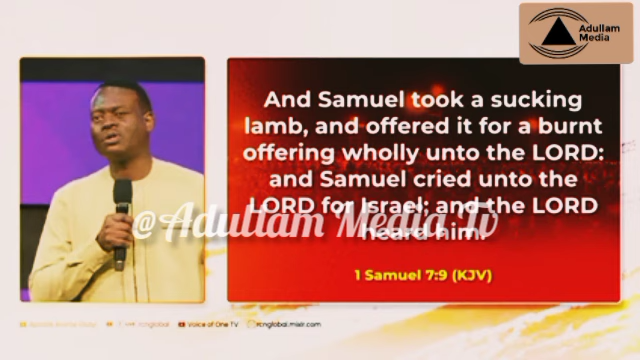 Adullam
Media
And Samuel took a sucking
lamb, and offered it for a burnt
offering wholly unto the LORD:
and Samuel cried unto the
LORD for Israel; and the LORD
heard him.
@Adullam Media Tv
1 Samuel 7:9 (KJV)
rcnglobal Voice of One TV rcnglobal.mixlr.com